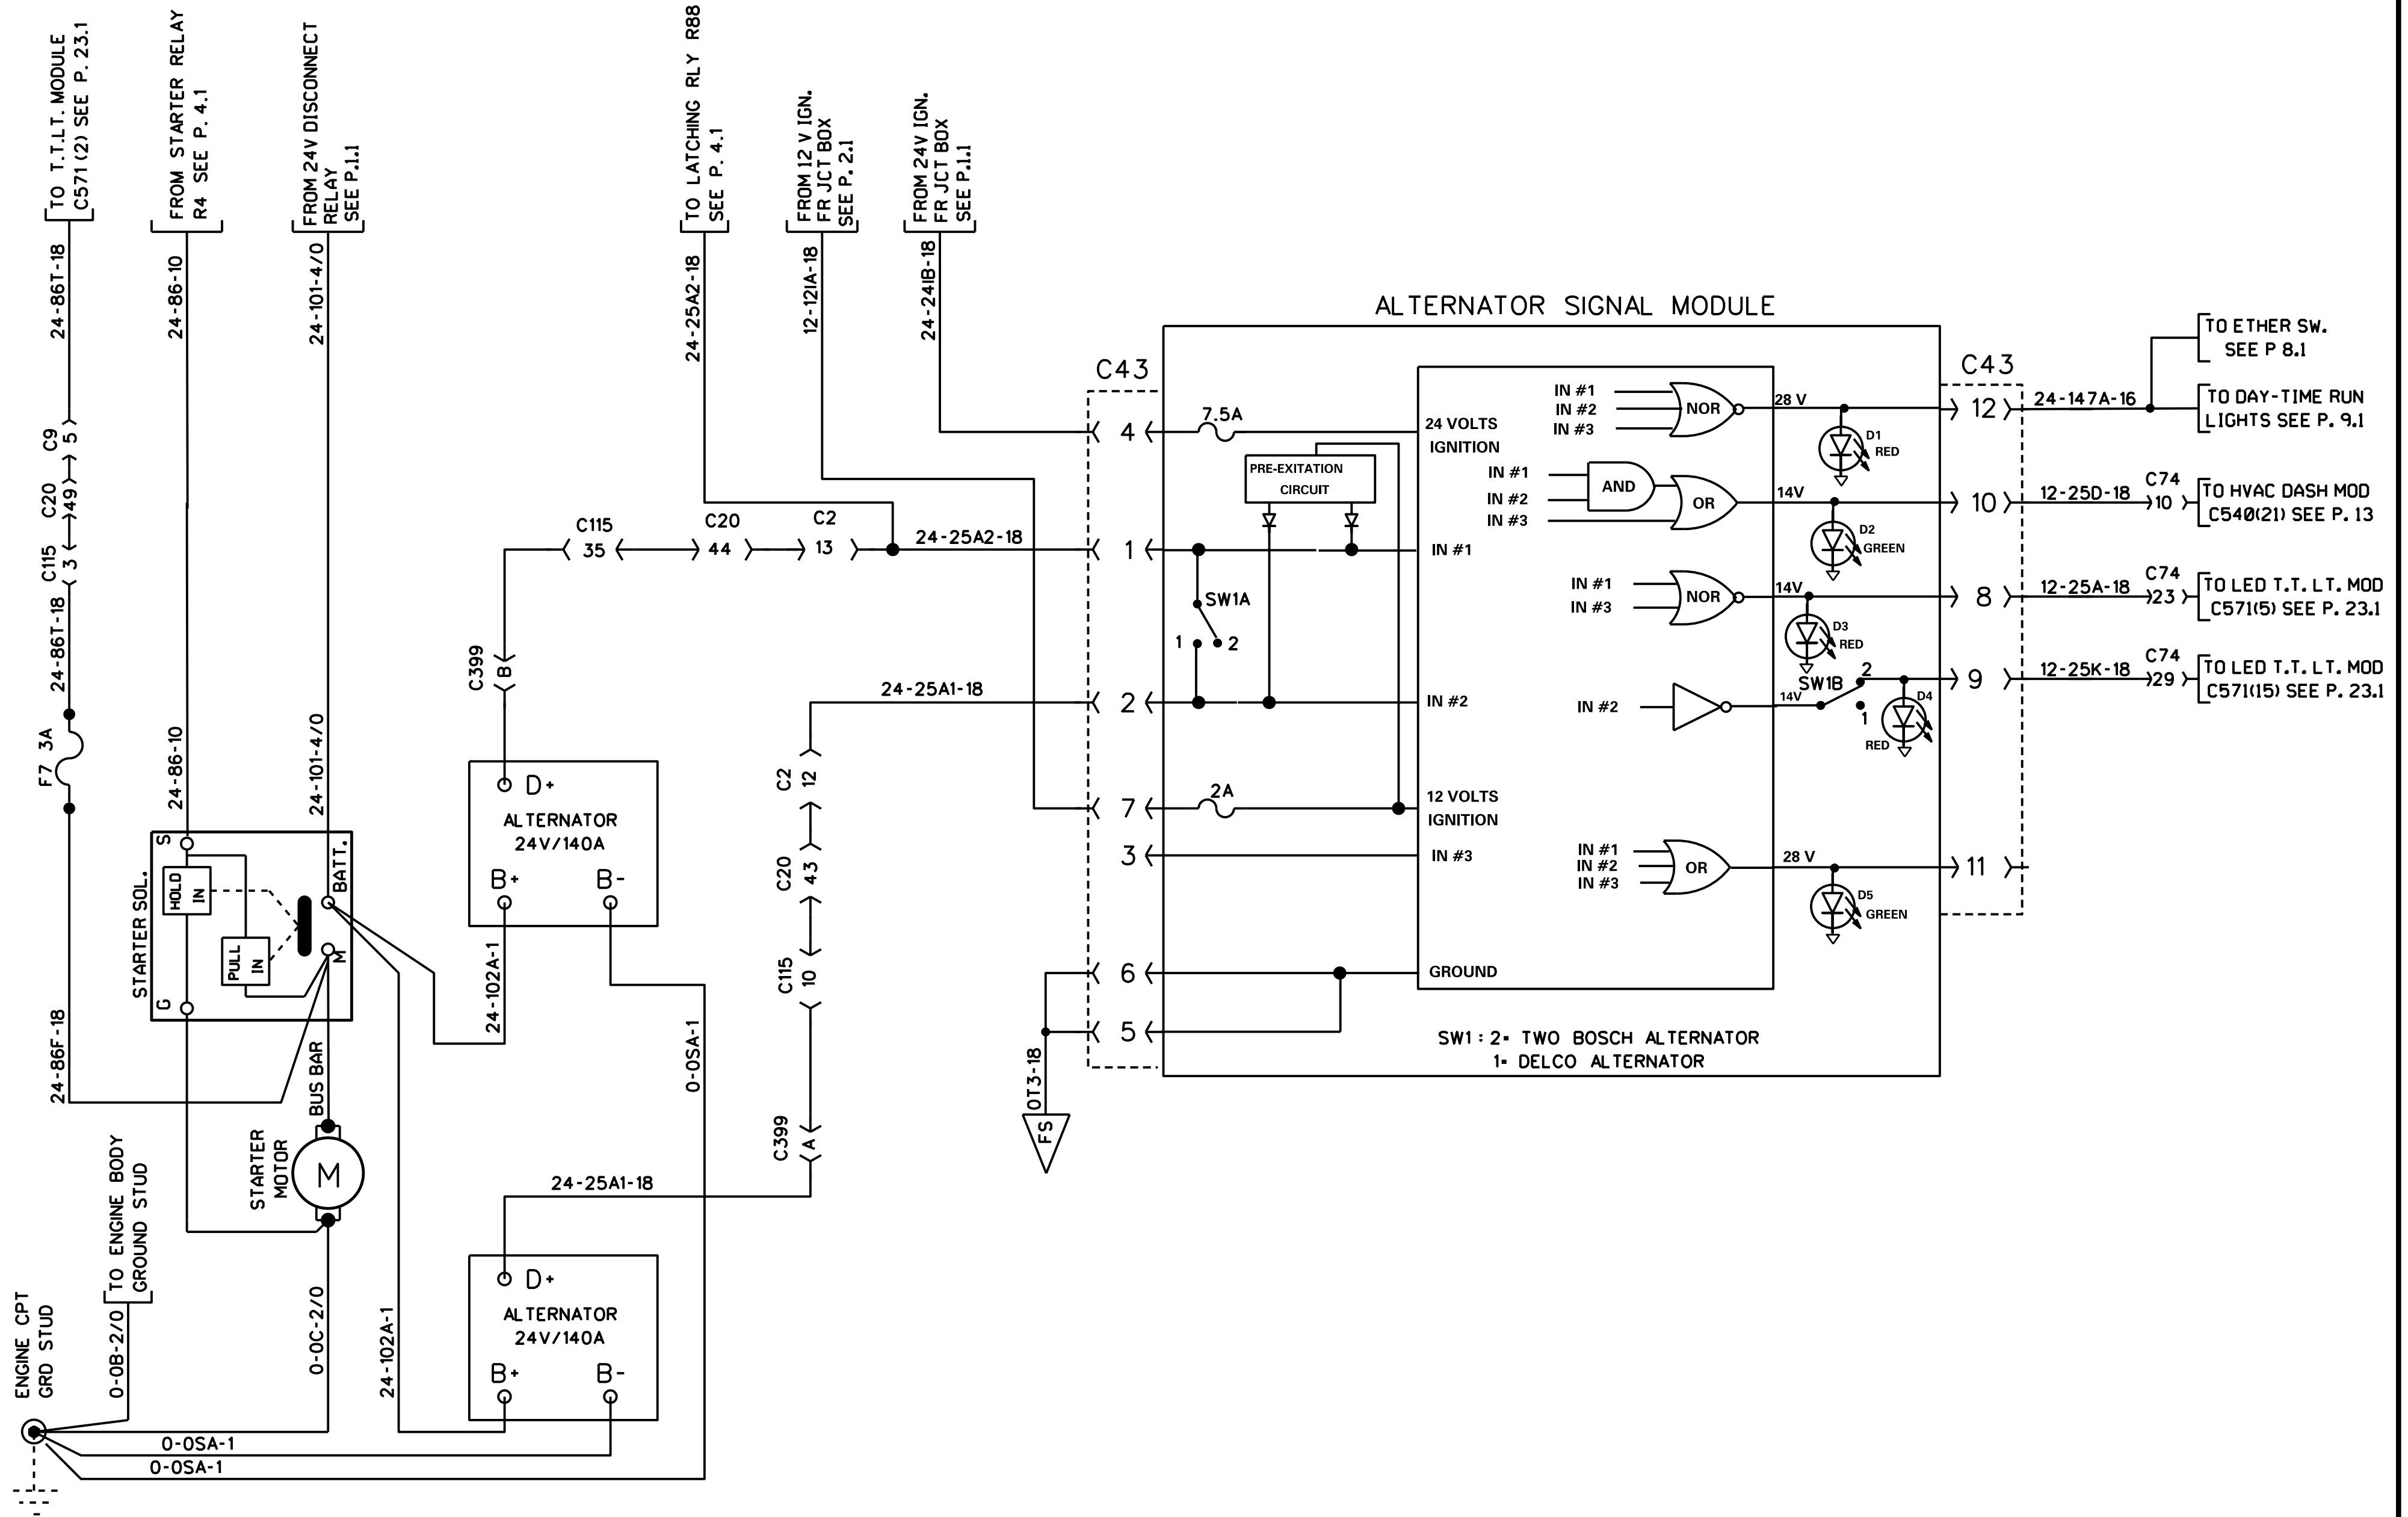 TO T.T.LT. MODULE
C571 (2) SEE P. 23.1
24-86T-18
C9
5
C20
49
C115
3
24-86T-18
F7 3A
24-86F-18
FROM STARTER RELAY
R4 SEE P. 4.1
24-86-10
24-86-10
FROM 24V DISCONNECT
RELAY
SEE P.1.1
24-101-4/0
24-101-4/0
STARTER SOL.
S
HOLD
IN
PULL
IN
G
BATT.
M
BUS BAR
STARTER
MOTOR
M
TO ENGINE BODY
GROUND STUD
0-0B-2/0
ENGINE CPT
GRD STUD
0-0C-2/0
24-102A-1
0-0SA-1
0-0SA-1
TO LATCHING RLY R88
SEE P. 4.1
24-25A2-18
FROM 12 V IGN.
FR JCT BOX
SEE P. 2.1
12-12IA-18
FROM 24V IGN.
FR JCT BOX
SEE P.1.1
24-24IB-18
C115
35
C20
44
C2
13
24-25A2-18
C399
B
D+
ALTERNATOR
24V/140A
B+
B-
24-102A-1
0-0SA-1
24-25A1-18
C2
12
C20
43
C115
10
C399
A
24-25A1-18
D+
ALTERNATOR
24V/140A
B+
B-
0T3-18
FS
ALTERNATOR SIGNAL MODULE
C43
4
1
2
7
3
6
5
7.5A
PRE-EXITATION
CIRCUIT
SW1A
1
2
2A
24 VOLTS
IGNITION
IN #1
IN #2
12 VOLTS
IGNITION
IN #3
GROUND
IN #1
IN #2
IN #3
NOR
28 V
D1
RED
IN #1
IN #2
IN #3
AND
OR
14V
D2
GREEN
IN #1
IN #3
NOR
14V
D3
RED
IN #2
14V
SW1B
2
1
D4
RED
IN #1
IN #2
IN #3
OR
28 V
D5
GREEN
SW1 : 2= TWO BOSCH ALTERNATOR
1= DELCO ALTERNATOR
C43
12
10
8
9
11
24-147A-16
TO ETHER SW.
SEE P 8.1
TO DAY-TIME RUN
LIGHTS SEE P. 9.1
12-25D-18
C74
10
TO HVAC DASH MOD
C540(21) SEE P. 13
12-25A-18
C74
23
TO LED T.T. LT. MOD
C571(5) SEE P. 23.1
12-25K-18
C74
29
TO LED T.T. LT. MOD
C571(15) SEE P. 23.1